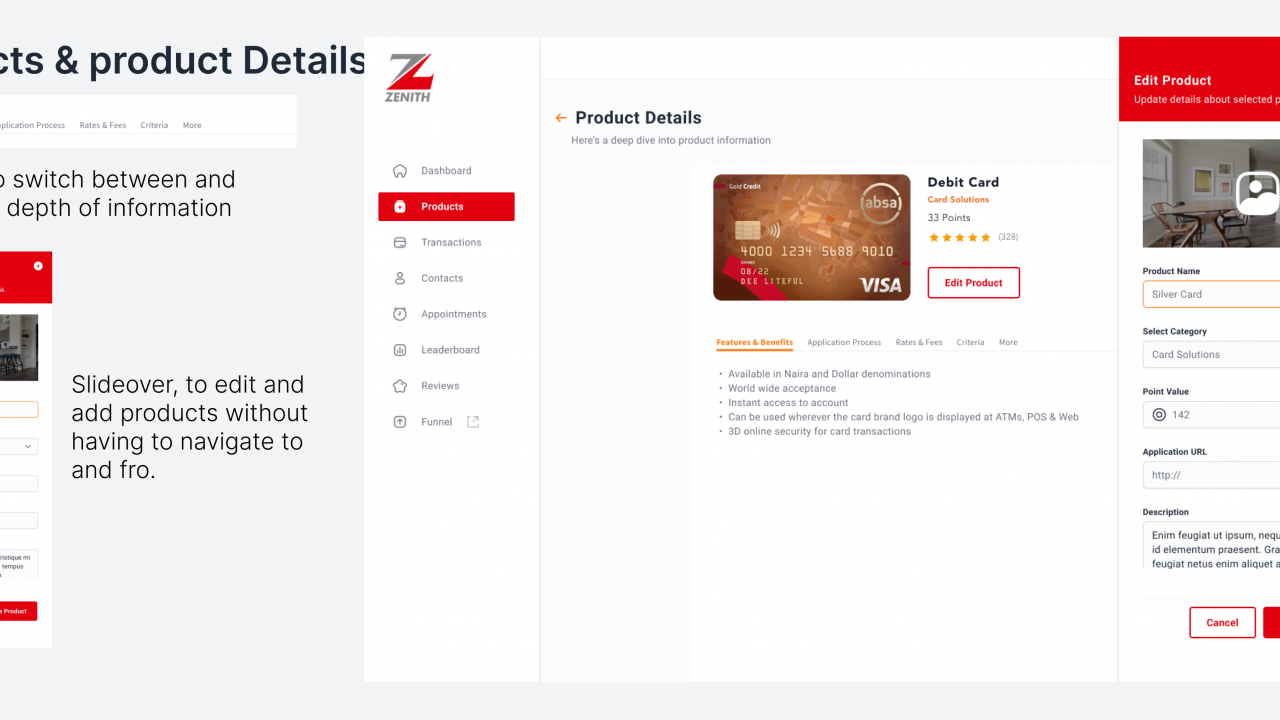 cts & product Details
plication Process Rates & Fees Criteria More
o switch between and
depth of information
k.
Slideover, to edit and
add products without
having to navigate to
and fro.
ristique mi
tempus
e Product
ZENITH
Dashboard
Products
Transactions
Contacts
Appointments
Leaderboard
Reviews
Funnel
← Product Details
Here's a deep dive into product information
Gold Credit
(absa)
4000 1234 5688 9010
EXPIRES
08/22
DEE LITEFUL
VISA
Debit Card
Card Solutions
33 Points
(328)
Edit Product
Features & Benefits Application Process Rates & Fees Criteria More
• Available in Naira and Dollar denominations
• World wide acceptance
• Instant access to account
• Can be used wherever the card brand logo is displayed at ATMs, POS & Web
• 3D online security for card transactions
Edit Product
Update details about selected p
Product Name
Silver Card
Select Category
Card Solutions
Point Value
142
Application URL
http://
Description
Enim feugiat ut ipsum, nequ
id elementum praesent. Gra
feugiat netus enim aliquet a
Cancel